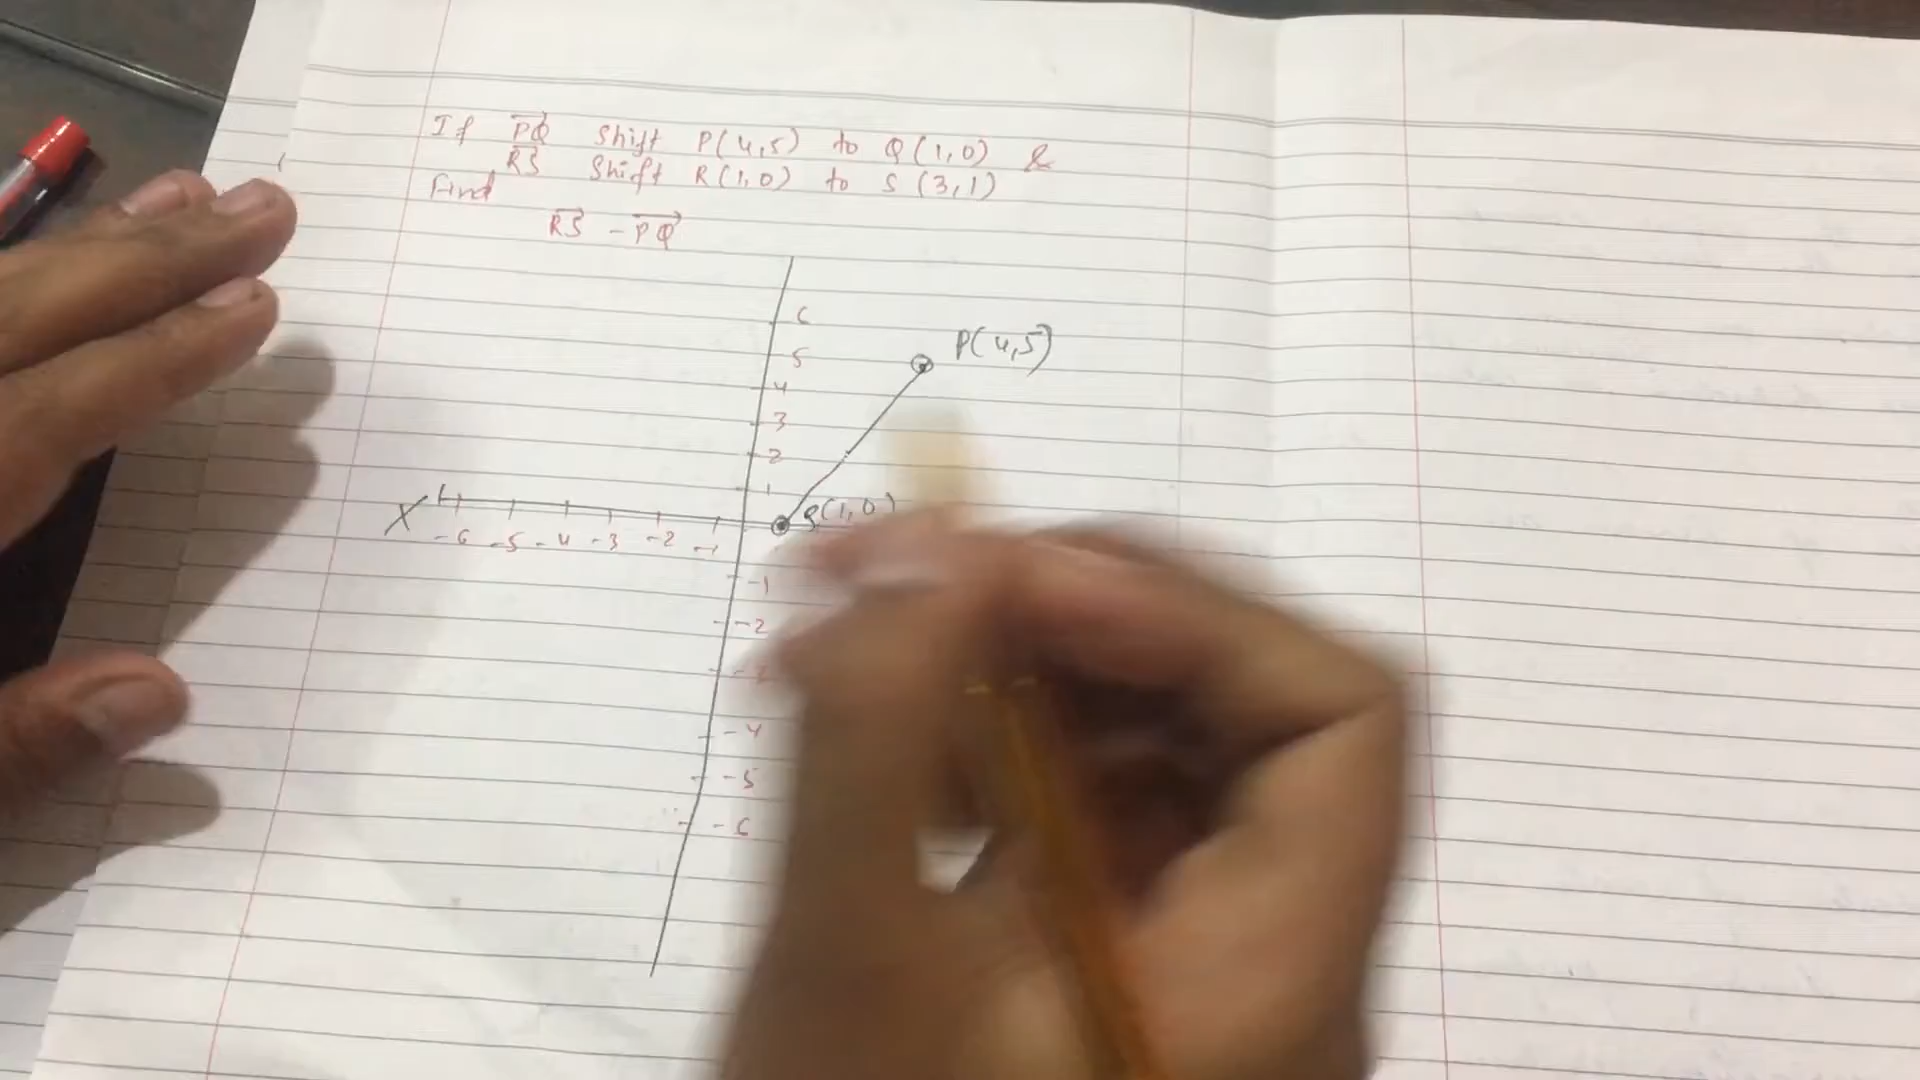 If PQ Shift P(4,5) to Q(1,0) &
RS Shift R(1,0) to S (3,1)
Find
RS - PQ
6
5
4
3
2
1
P(4,5)
Q(1,0)
X
-6 -5 -4 -3 -2 -1
-1
-2
-4
-5
-6